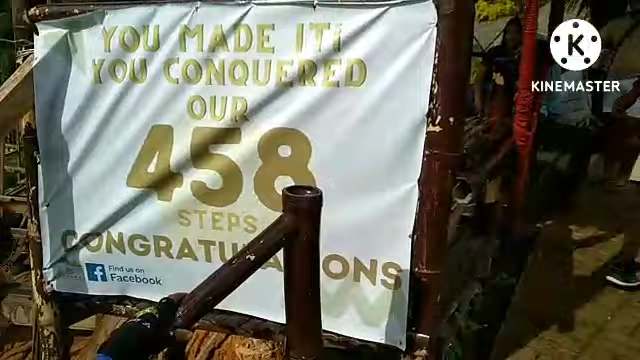 YOU MADE IT!
YOU CONQUERED
OUR
458
STEPS
CONGRATULATIONS
Find us on
Facebook
K
KINEMASTER